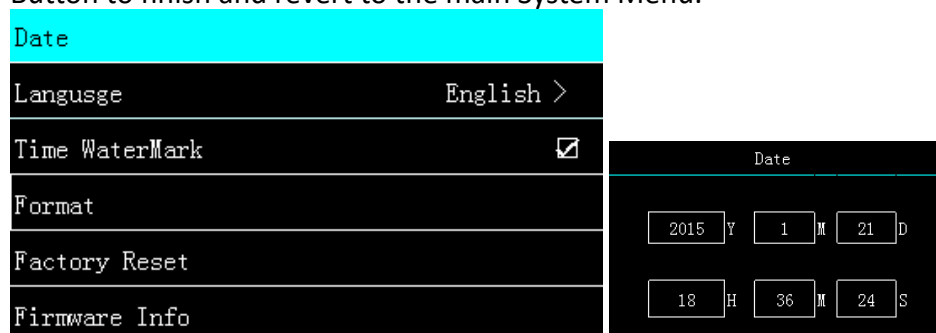 Button to finish and revert to the main System Menu.
Date
Langusge English >
Time WaterMark
Format
Factory Reset
Firmware Info
Date
2015 Y 1 M 21 D
18 H 36 M 24 S